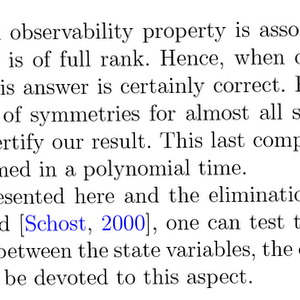 observability property is asso
is of full rank. Hence, when
is answer is certainly correct.
of symmetries for almost all s
ertify our result. This last comp
med in a polynomial time.
esented here and the eliminatio
d [Schost, 2000], one can test t
between the state variables, the
be devoted to this aspect.